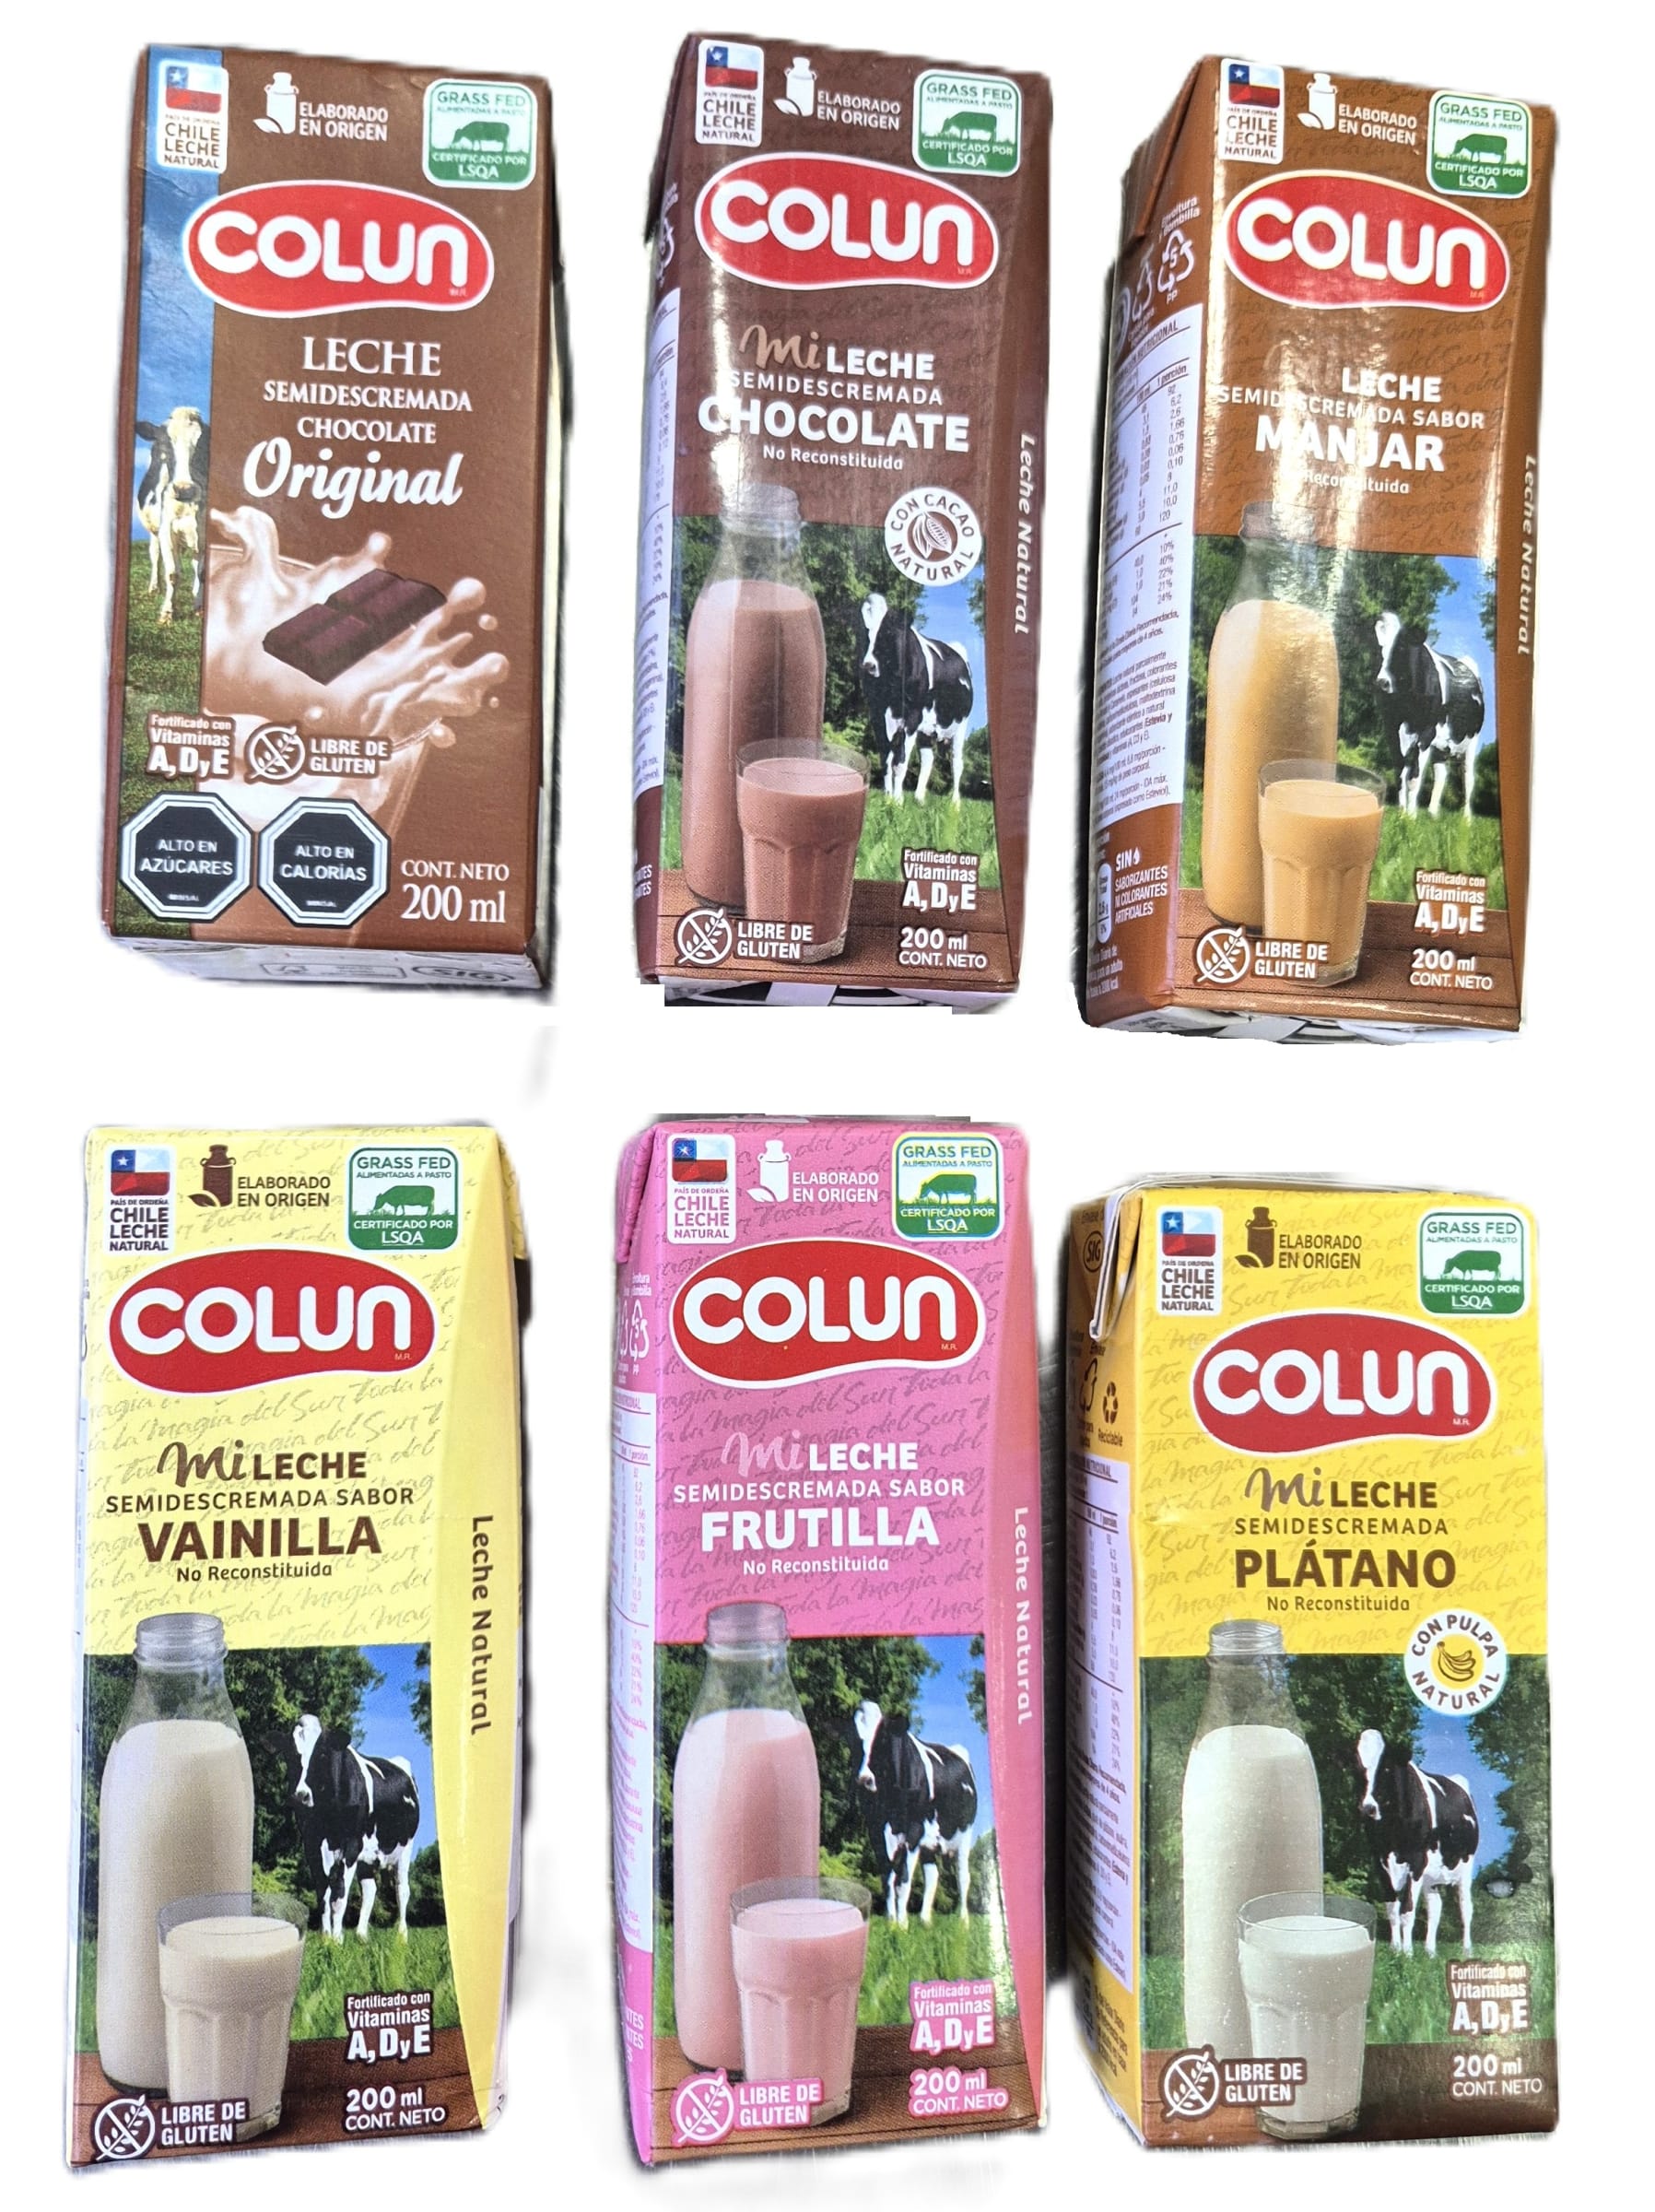 CHILE
LECHE
NATURAL
ELABORADO
EN ORIGEN
GRASS FED
ALIMENTADAS A PASTO
CERTIFICADO POR
LSQA
COLUN
M.R.
LECHE
SEMIDESCREMADA
CHOCOLATE
Original
Fortificado con
Vitaminas
A, D y E
LIBRE DE
GLUTEN
ALTO EN
AZÚCARES
ALTO EN
CALORÍAS
CONT. NETO
200 ml
SIG
CHILE
LECHE
NATURAL
ELABORADO
EN ORIGEN
GRASS FED
ALIMENTADAS A PASTO
CERTIFICADO POR
LSQA
COLUN
M.R.
Mi LECHE
SEMIDESCREMADA
CHOCOLATE
No Reconstituida
CON CACAO
NATURAL
Leche Natural
Fortificado con
Vitaminas
A, D y E
LIBRE DE
GLUTEN
200 ml
CONT. NETO
CHILE
LECHE
NATURAL
ELABORADO
EN ORIGEN
GRASS FED
ALIMENTADAS A PASTO
CERTIFICADO POR
LSQA
COLUN
M.R.
LECHE
SEMIDESCREMADA SABOR
MANJAR
Reconstituida
Leche Natural
PP
SIN
SABORIZANTES
NI COLORANTES
ARTIFICIALES
Fortificado con
Vitaminas
A, D y E
LIBRE DE
GLUTEN
200 ml
CONT. NETO
PAÍS DE ORDEÑA
CHILE
LECHE
NATURAL
ELABORADO
EN ORIGEN
GRASS FED
ALIMENTADAS A PASTO
CERTIFICADO POR
LSQA
COLUN
M.R.
Mi LECHE
SEMIDESCREMADA SABOR
VAINILLA
No Reconstituida
Leche Natural
Fortificado con
Vitaminas
A, D y E
LIBRE DE
GLUTEN
200 ml
CONT. NETO
PAÍS DE ORDEÑA
CHILE
LECHE
NATURAL
ELABORADO
EN ORIGEN
GRASS FED
ALIMENTADAS A PASTO
CERTIFICADO POR
LSQA
COLUN
M.R.
Mi LECHE
SEMIDESCREMADA SABOR
FRUTILLA
No Reconstituida
Leche Natural
Fortificado con
Vitaminas
A, D y E
LIBRE DE
GLUTEN
200 ml
CONT. NETO
SIG
PAÍS DE ORDEÑA
CHILE
LECHE
NATURAL
ELABORADO
EN ORIGEN
GRASS FED
ALIMENTADAS A PASTO
CERTIFICADO POR
LSQA
COLUN
M.R.
Reciclable
Mi LECHE
SEMIDESCREMADA
PLÁTANO
No Reconstituida
CON PULPA
NATURAL
Fortificado con
Vitaminas
A, D y E
LIBRE DE
GLUTEN
200 ml
CONT. NETO